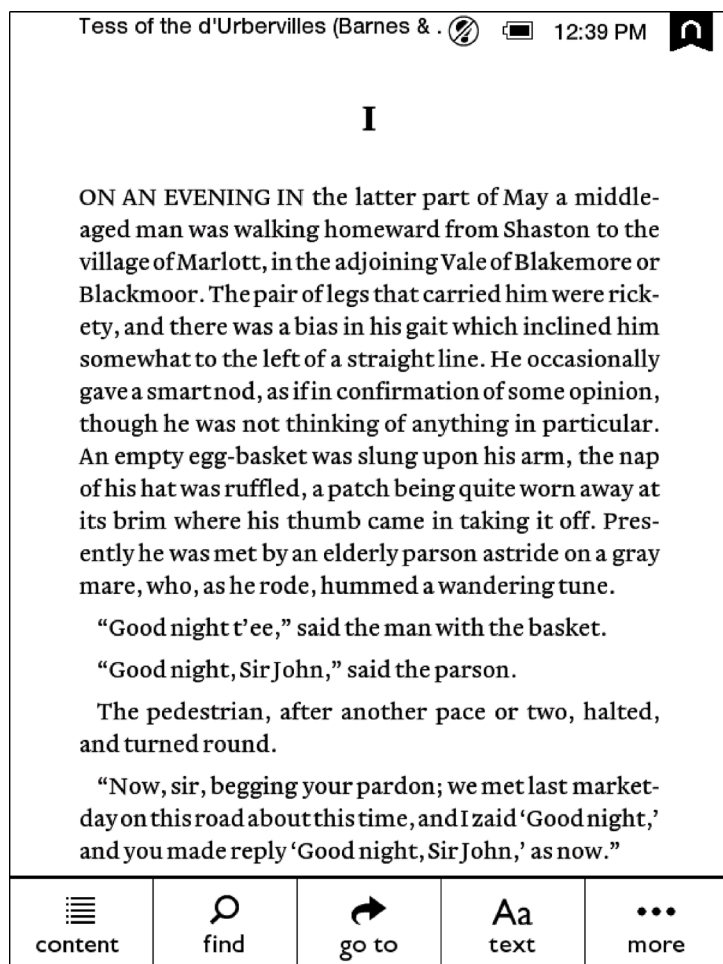 Tess of the d'Urbervilles (Barnes & .
12:39 PM
I
ON AN EVENING IN the latter part of May a middle-
aged man was walking homeward from Shaston to the
village of Marlott, in the adjoining Vale of Blakemore or
Blackmoor. The pair of legs that carried him were rick-
ety, and there was a bias in his gait which inclined him
somewhat to the left of a straight line. He occasionally
gave a smart nod, as if in confirmation of some opinion,
though he was not thinking of anything in particular.
An empty egg-basket was slung upon his arm, the nap
of his hat was ruffled, a patch being quite worn away at
its brim where his thumb came in taking it off. Pres-
ently he was met by an elderly parson astride on a gray
mare, who, as he rode, hummed a wandering tune.
“Good night t’ee,” said the man with the basket.
“Good night, Sir John,” said the parson.
The pedestrian, after another pace or two, halted,
and turned round.
“Now, sir, begging your pardon; we met last market-
day on this road about this time, and I zaid ‘Good night,’
and you made reply ‘Good night, Sir John,’ as now.”
content
find
go to
Aa
text
more